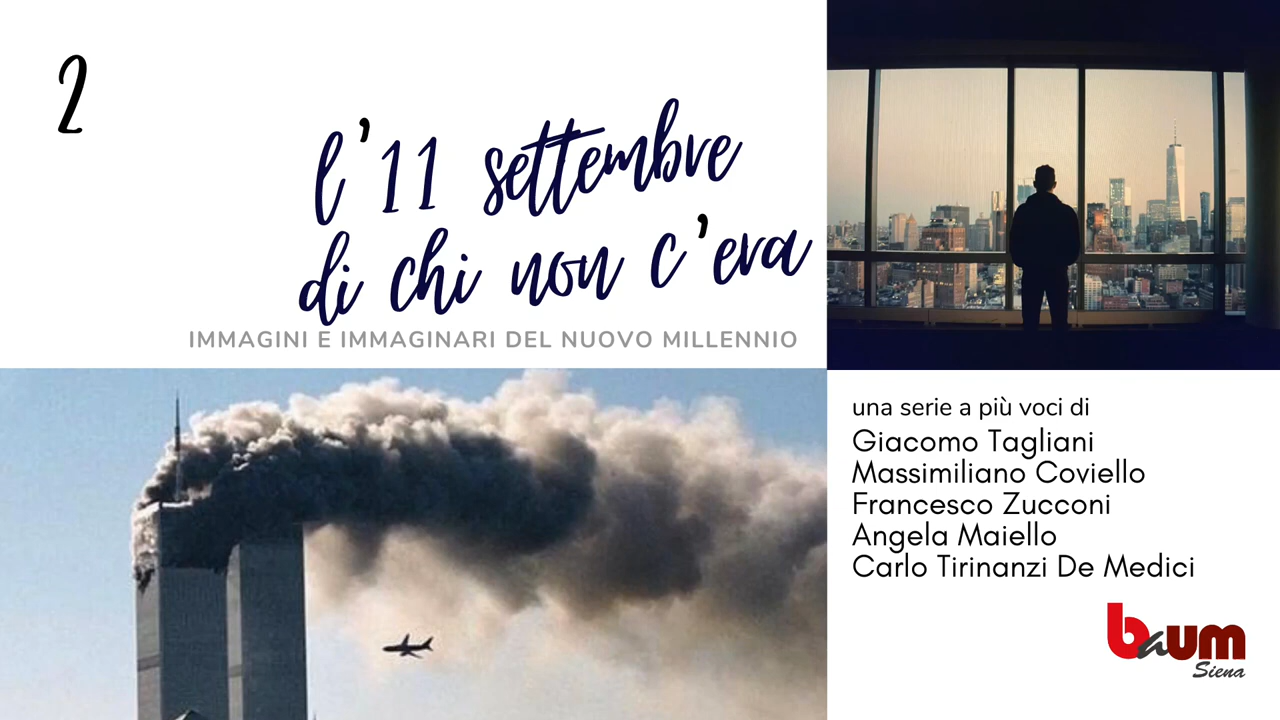 2
l'11 settembre
di chi non c'era
IMMAGINI E IMMAGINARI DEL NUOVO MILLENNIO
una serie a più voci di
Giacomo Tagliani
Massimiliano Coviello
Francesco Zucconi
Angela Maiello
Carlo Tirinanzi De Medici
baum
Siena